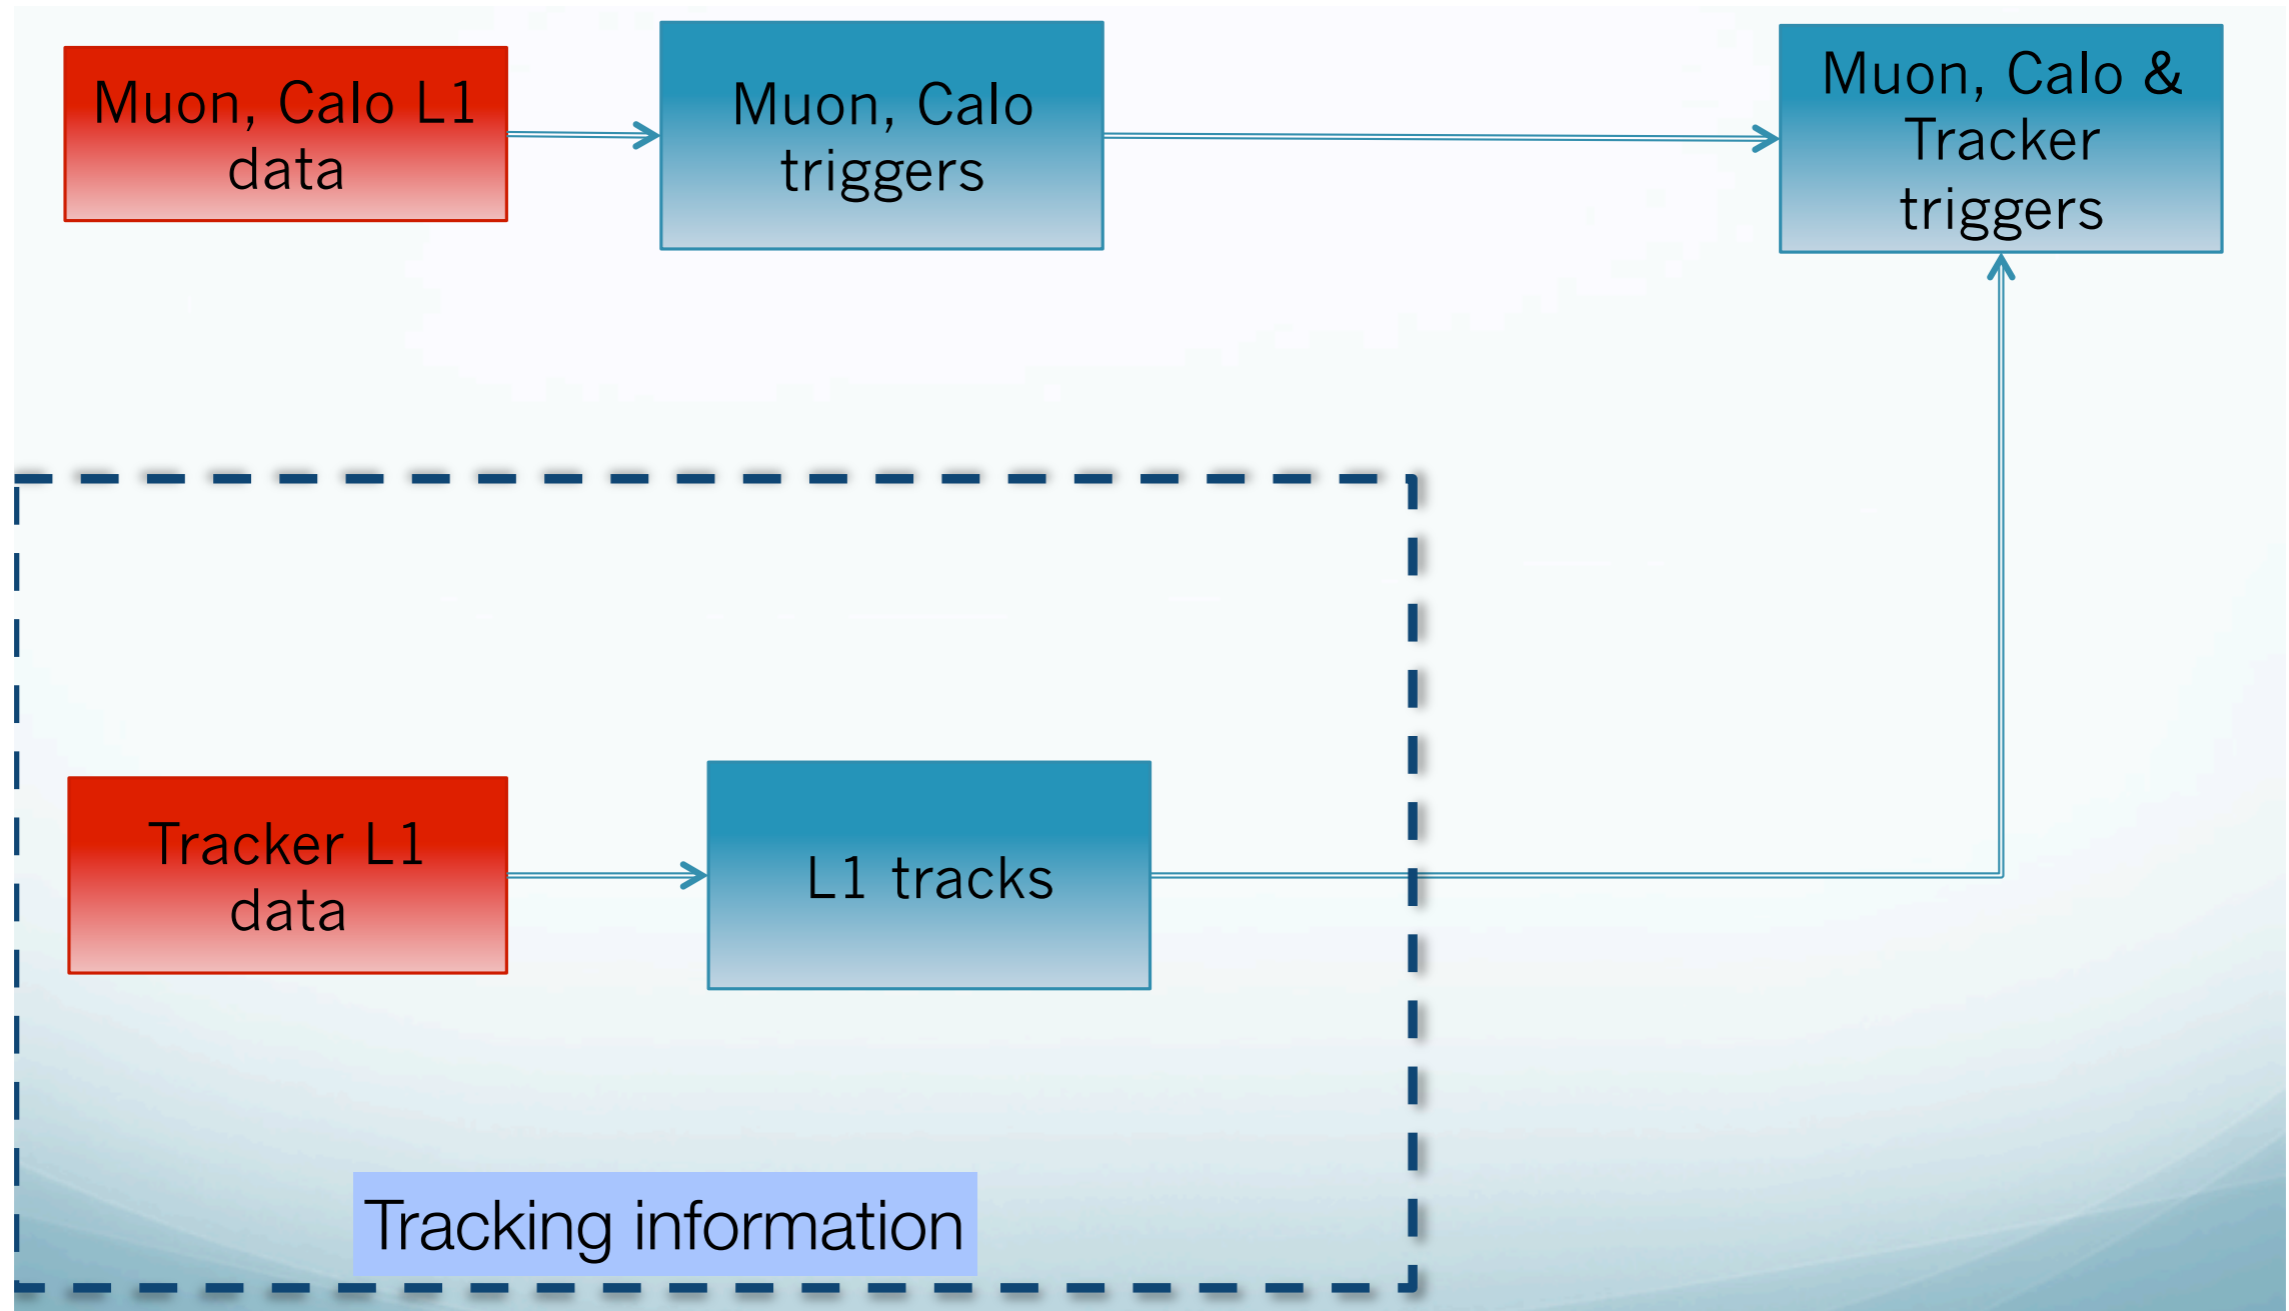 Muon, Calo L1
data
Muon, Calo
triggers
Muon, Calo &
Tracker
triggers
Tracker L1
data
L1 tracks
Tracking information